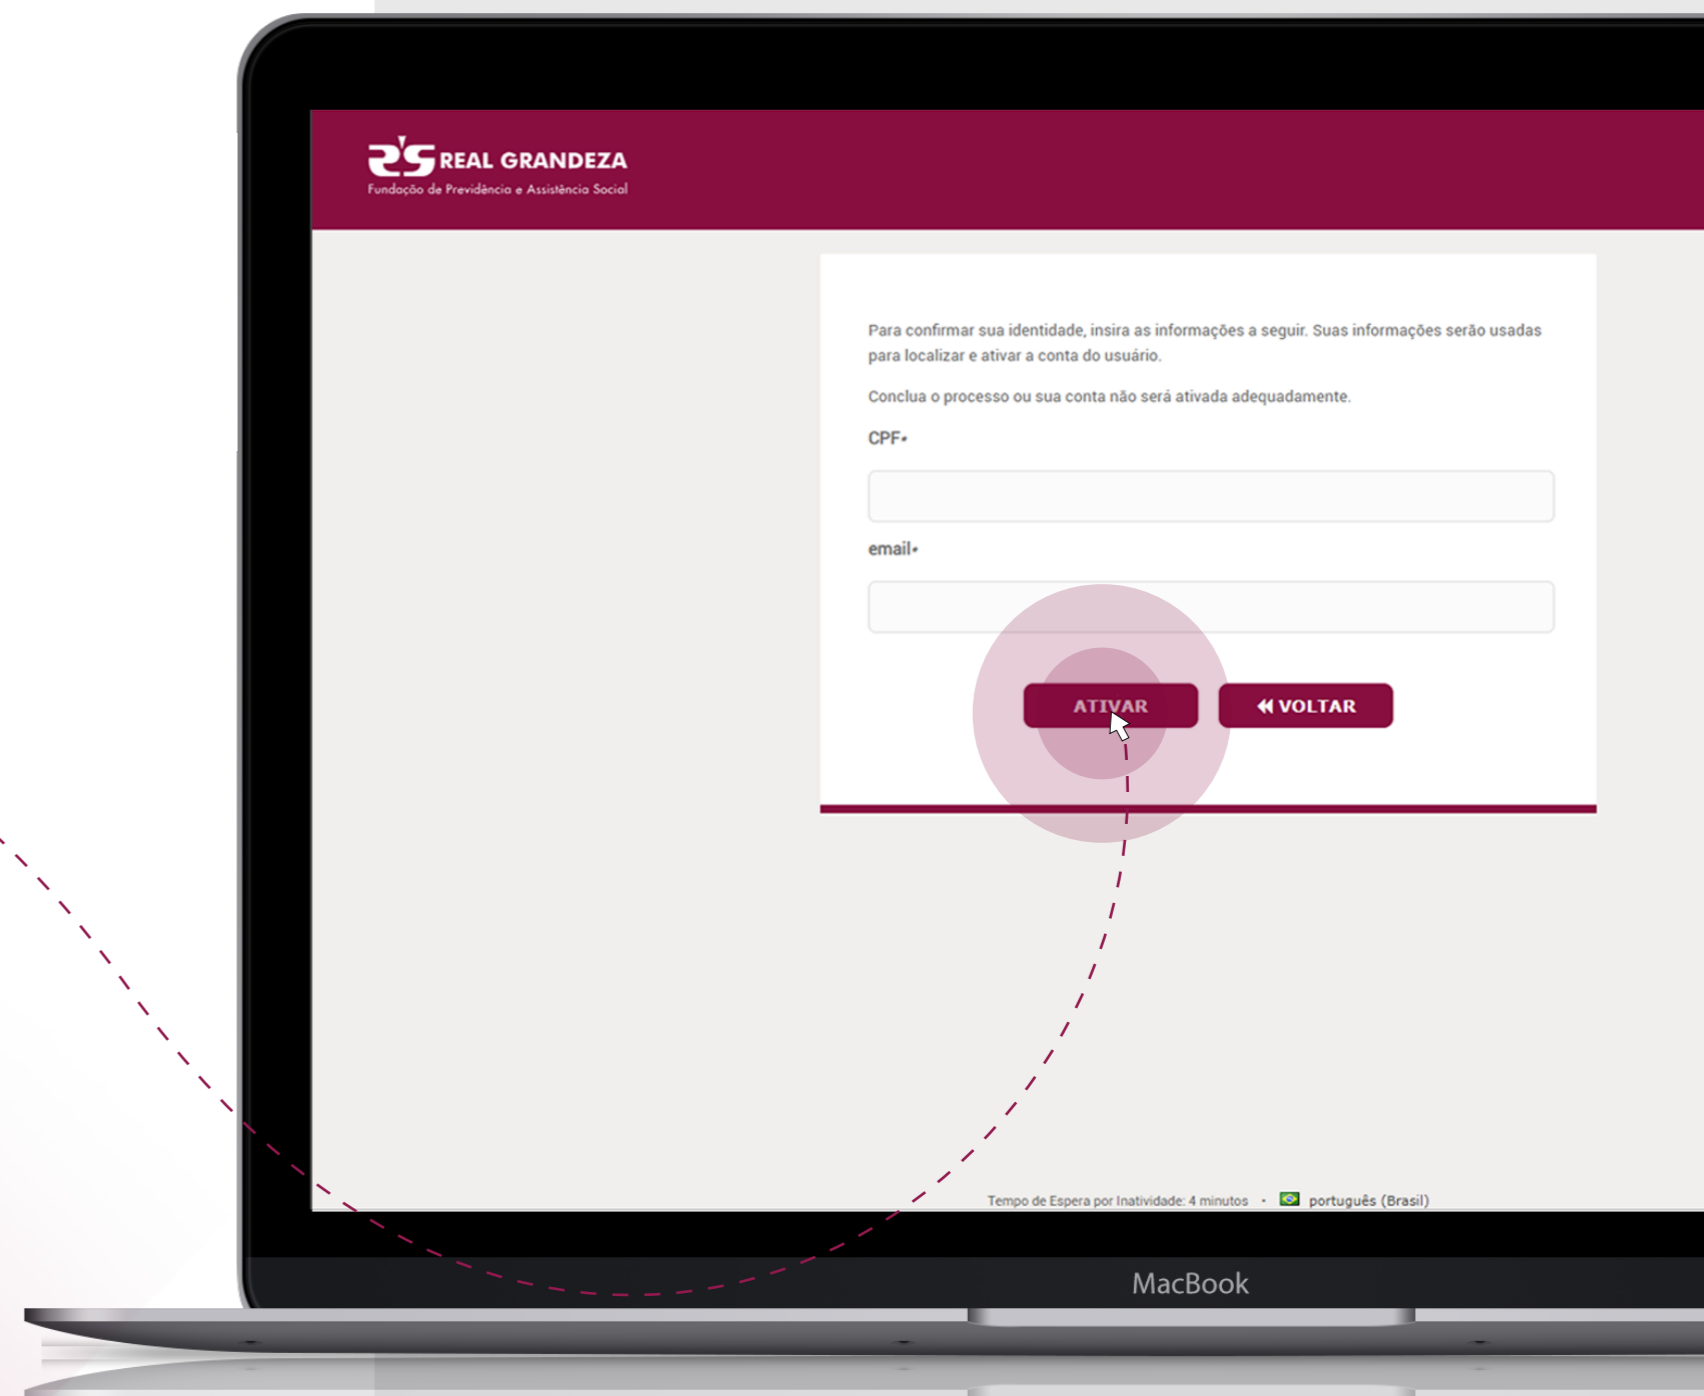 REAL GRANDEZA
Fundação de Previdência e Assistência Social
Para confirmar sua identidade, insira as informações a seguir. Suas informações serão usadas
para localizar e ativar a conta do usuário.
Conclua o processo ou sua conta não será ativada adequadamente.
CPF*
email*
ATIVAR
VOLTAR
Tempo de Espera por Inatividade: 4 minutos • português (Brasil)
MacBook